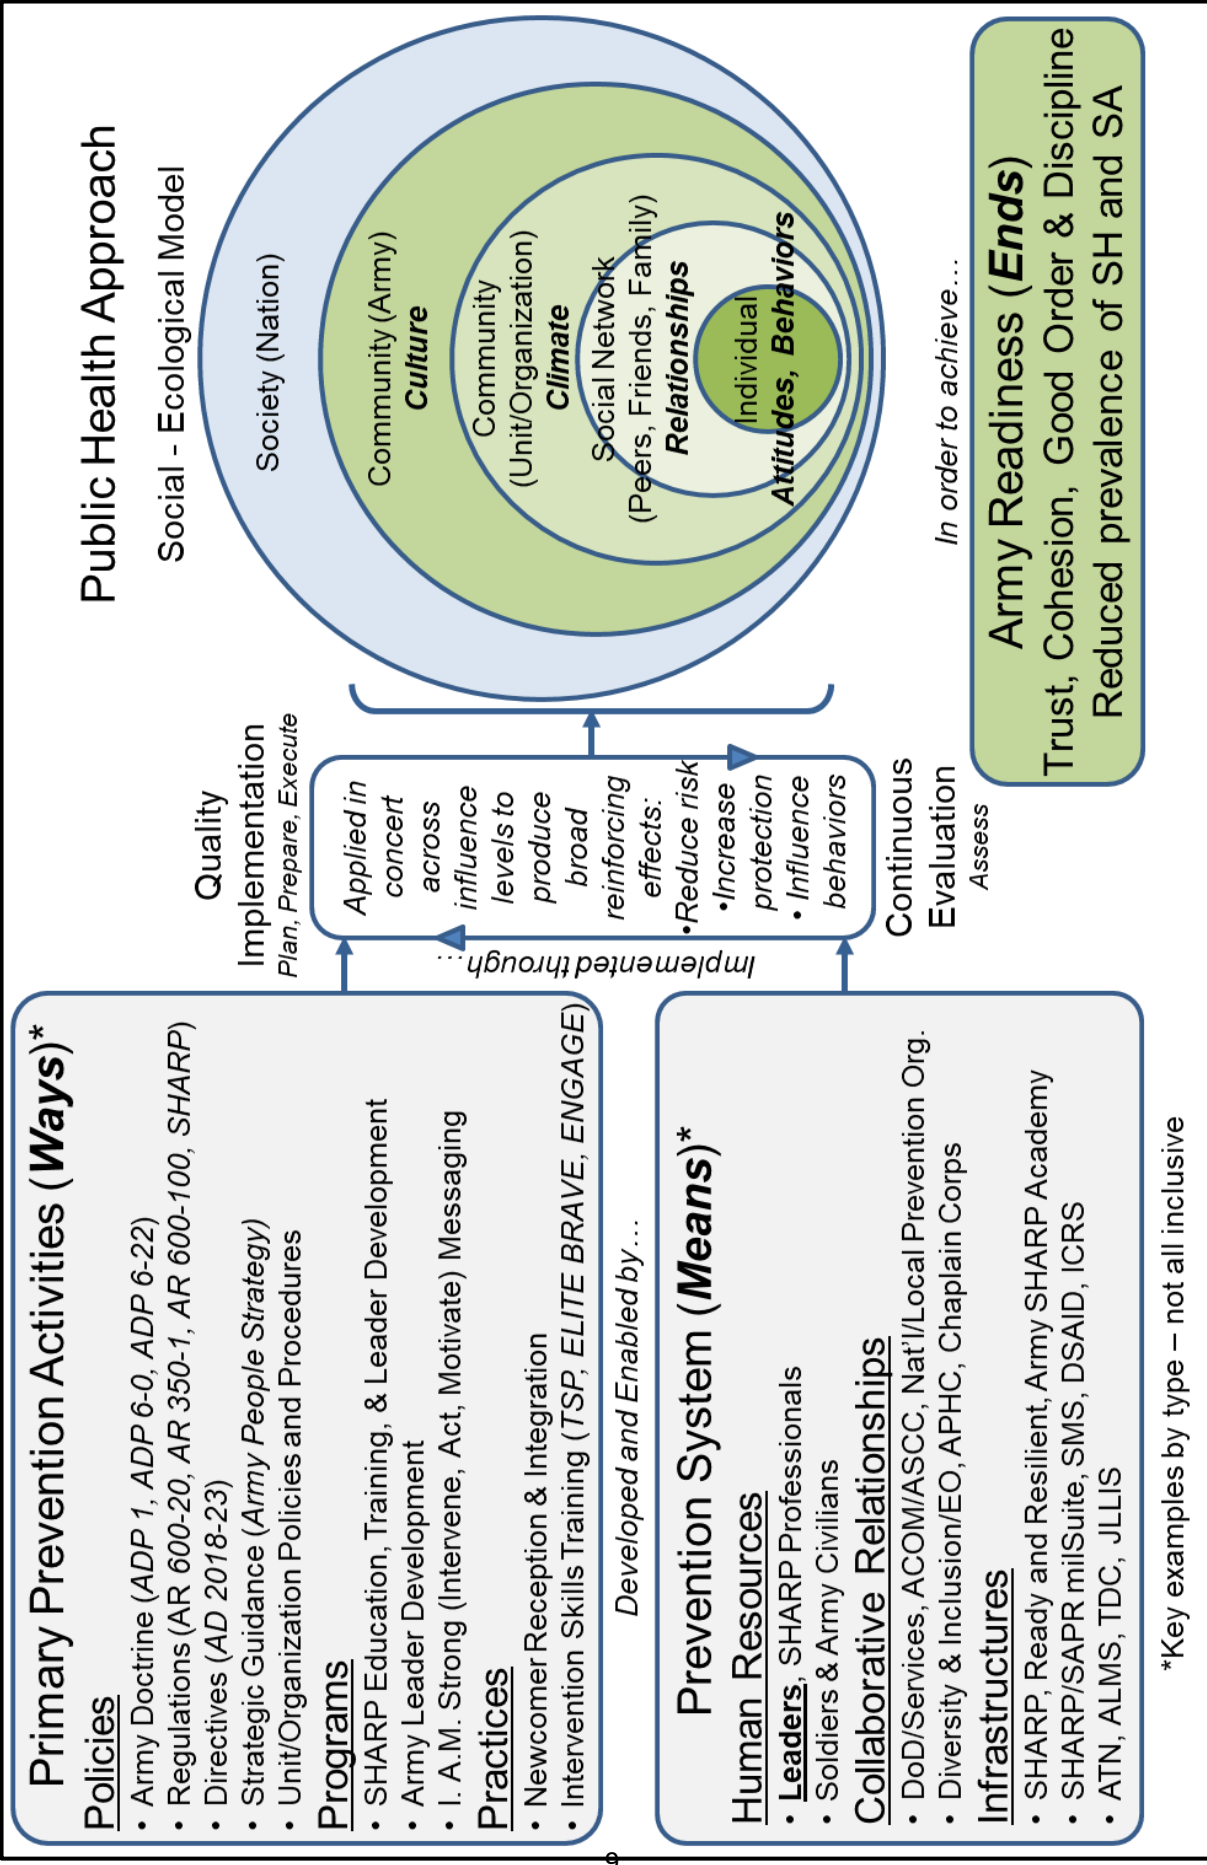 Primary Prevention Activities (Ways)*
Policies
• Army Doctrine (ADP 1, ADP 6-0, ADP 6-22)
• Regulations (AR 600-20, AR 350-1, AR 600-100, SHARP)
• Directives (AD 2018-23)
• Strategic Guidance (Army People Strategy)
• Unit/Organization Policies and Procedures
Programs
• SHARP Education, Training, & Leader Development
• Army Leader Development
• I. A.M. Strong (Intervene, Act, Motivate) Messaging
Practices
• Newcomer Reception & Integration
• Intervention Skills Training (TSP, ELITE BRAVE, ENGAGE)
Developed and Enabled by…
Prevention System (Means)*
Human Resources
• Leaders, SHARP Professionals
• Soldiers & Army Civilians
Collaborative Relationships
• DoD/Services, ACOM/ASCC, Nat'l/Local Prevention Org.
• Diversity & Inclusion/EO, APHC, Chaplain Corps
Infrastructures
• SHARP, Ready and Resilient, Army SHARP Academy
• SHARP/SAPR milSuite, SMS, DSAID, ICRS
• ATN, ALMS, TDC, JLLIS
*Key examples by type – not all inclusive
Implemented through…
Quality
Implementation
Plan, Prepare, Execute
Applied in
concert
across
influence
levels to
produce
broad
reinforcing
effects:
•Reduce risk
•Increase
protection
• Influence
behaviors
Continuous
Evaluation
Assess
Public Health Approach
Social - Ecological Model
Society (Nation)
Community (Army)
Culture
Community
(Unit/Organization)
Climate
Social Network
(Peers, Friends, Family)
Relationships
Individual
Attitudes, Behaviors
In order to achieve…
Army Readiness (Ends)
Trust, Cohesion, Good Order & Discipline
Reduced prevalence of SH and SA
9